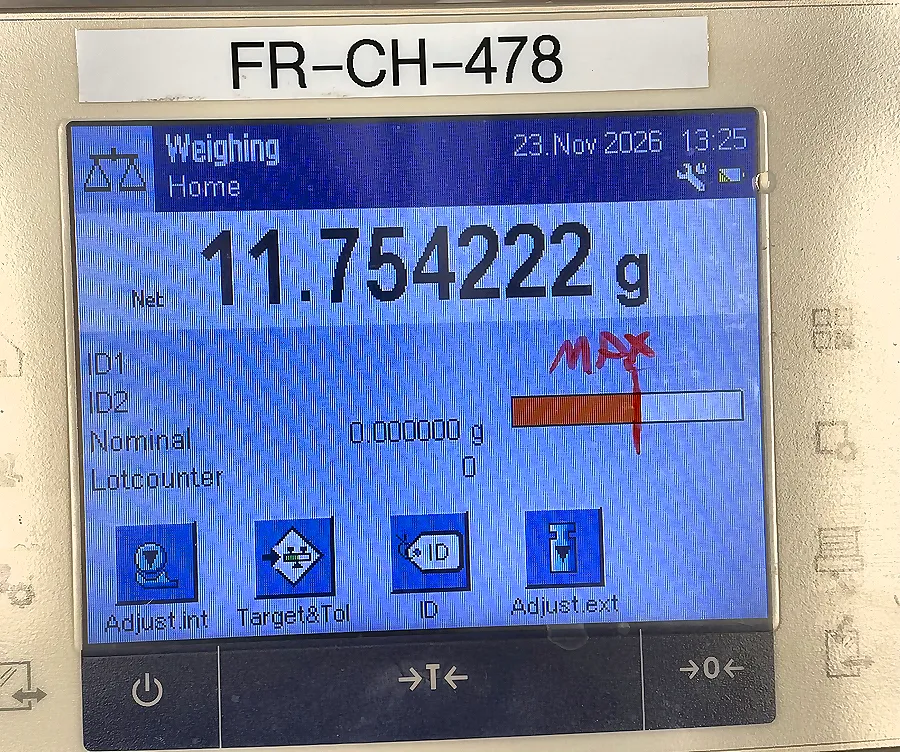 FR-CH-478
Weighing
Home
23.Nov 2026 13:25
11.754222 g
Net
MAX
ID1
ID2
Nominal 0.000000 g
Lotcounter 0
ID
Adjust.int
Target&Tol
ID
Adjust.ext
→T←
→0←